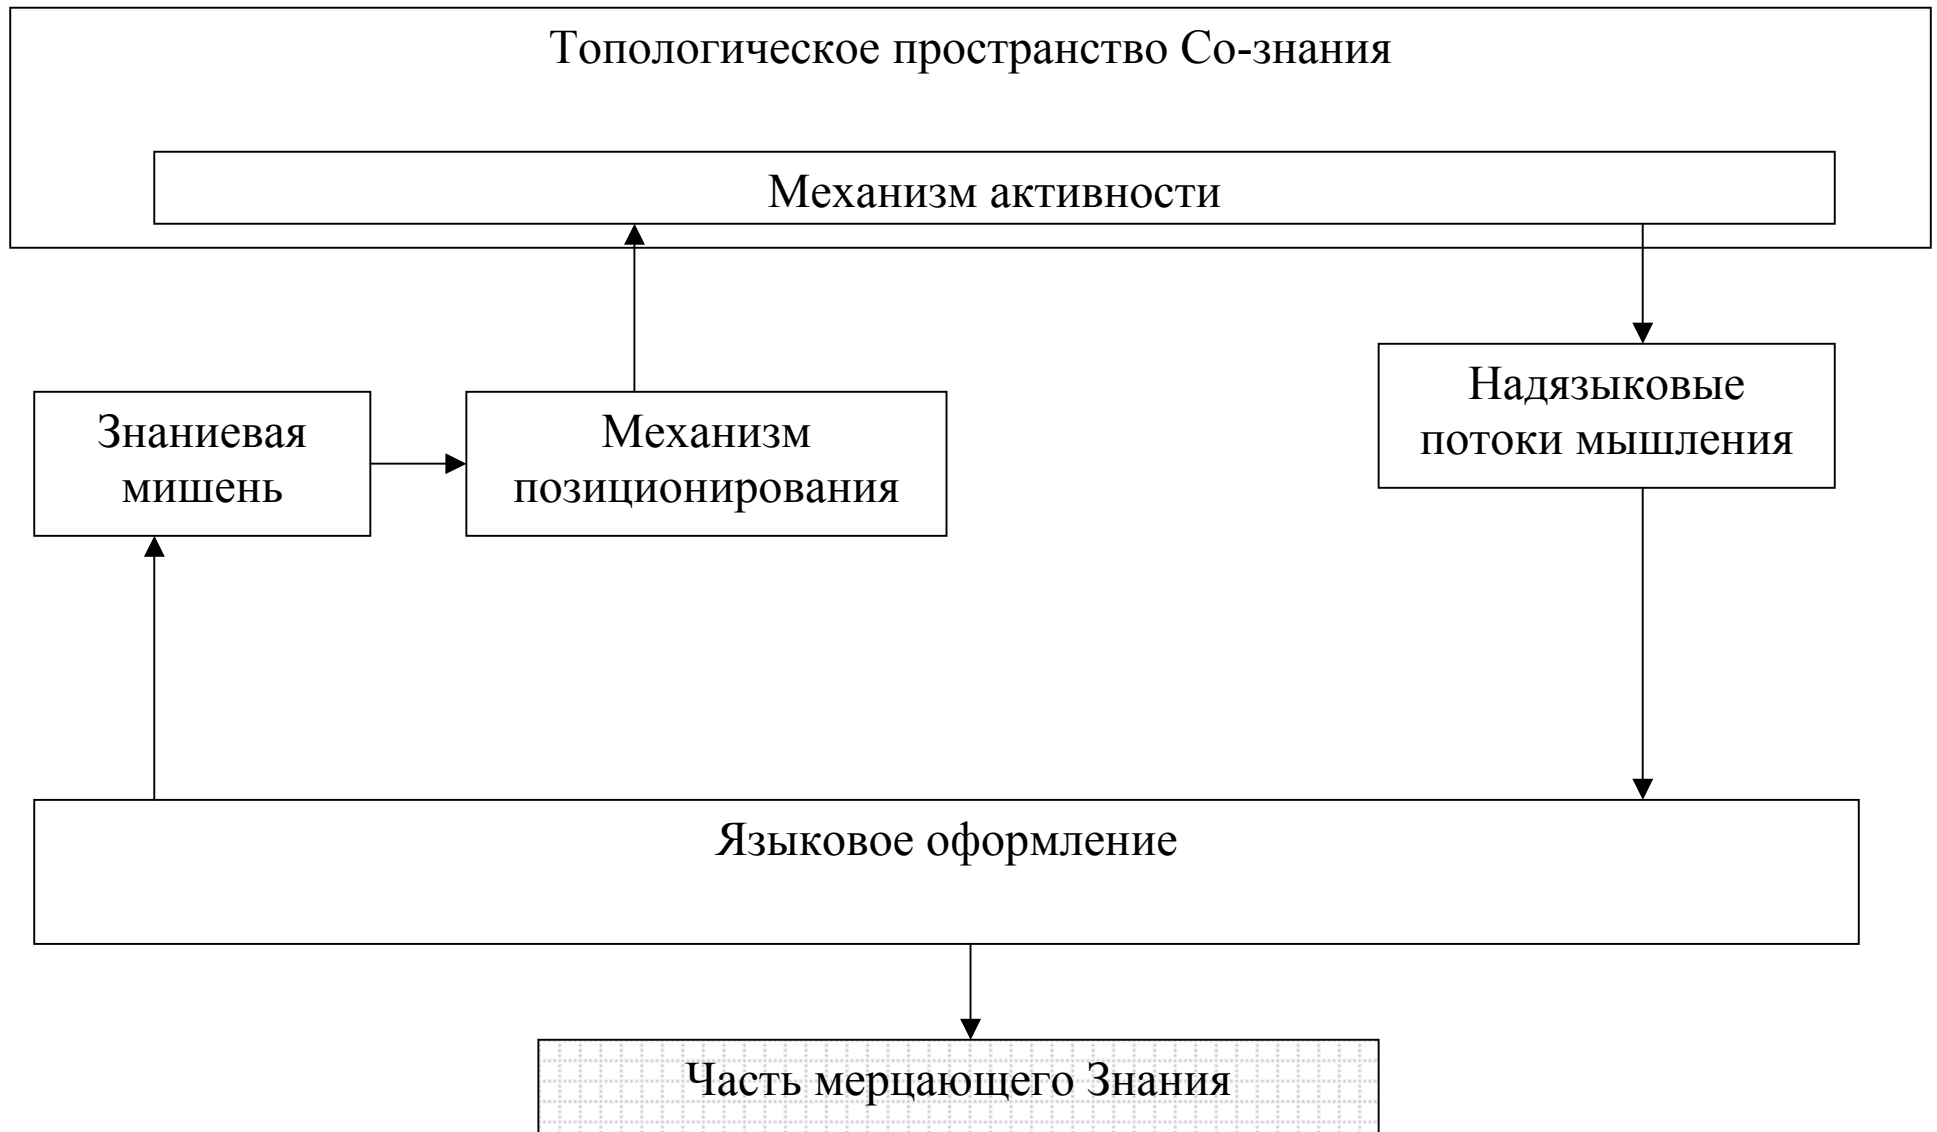 Топологическое пространство Со-знания
Механизм активности
Надязыковые
потоки мышления
Знаниевая
мишень
Механизм
позиционирования
Языковое оформление
Часть мерцающего Знания